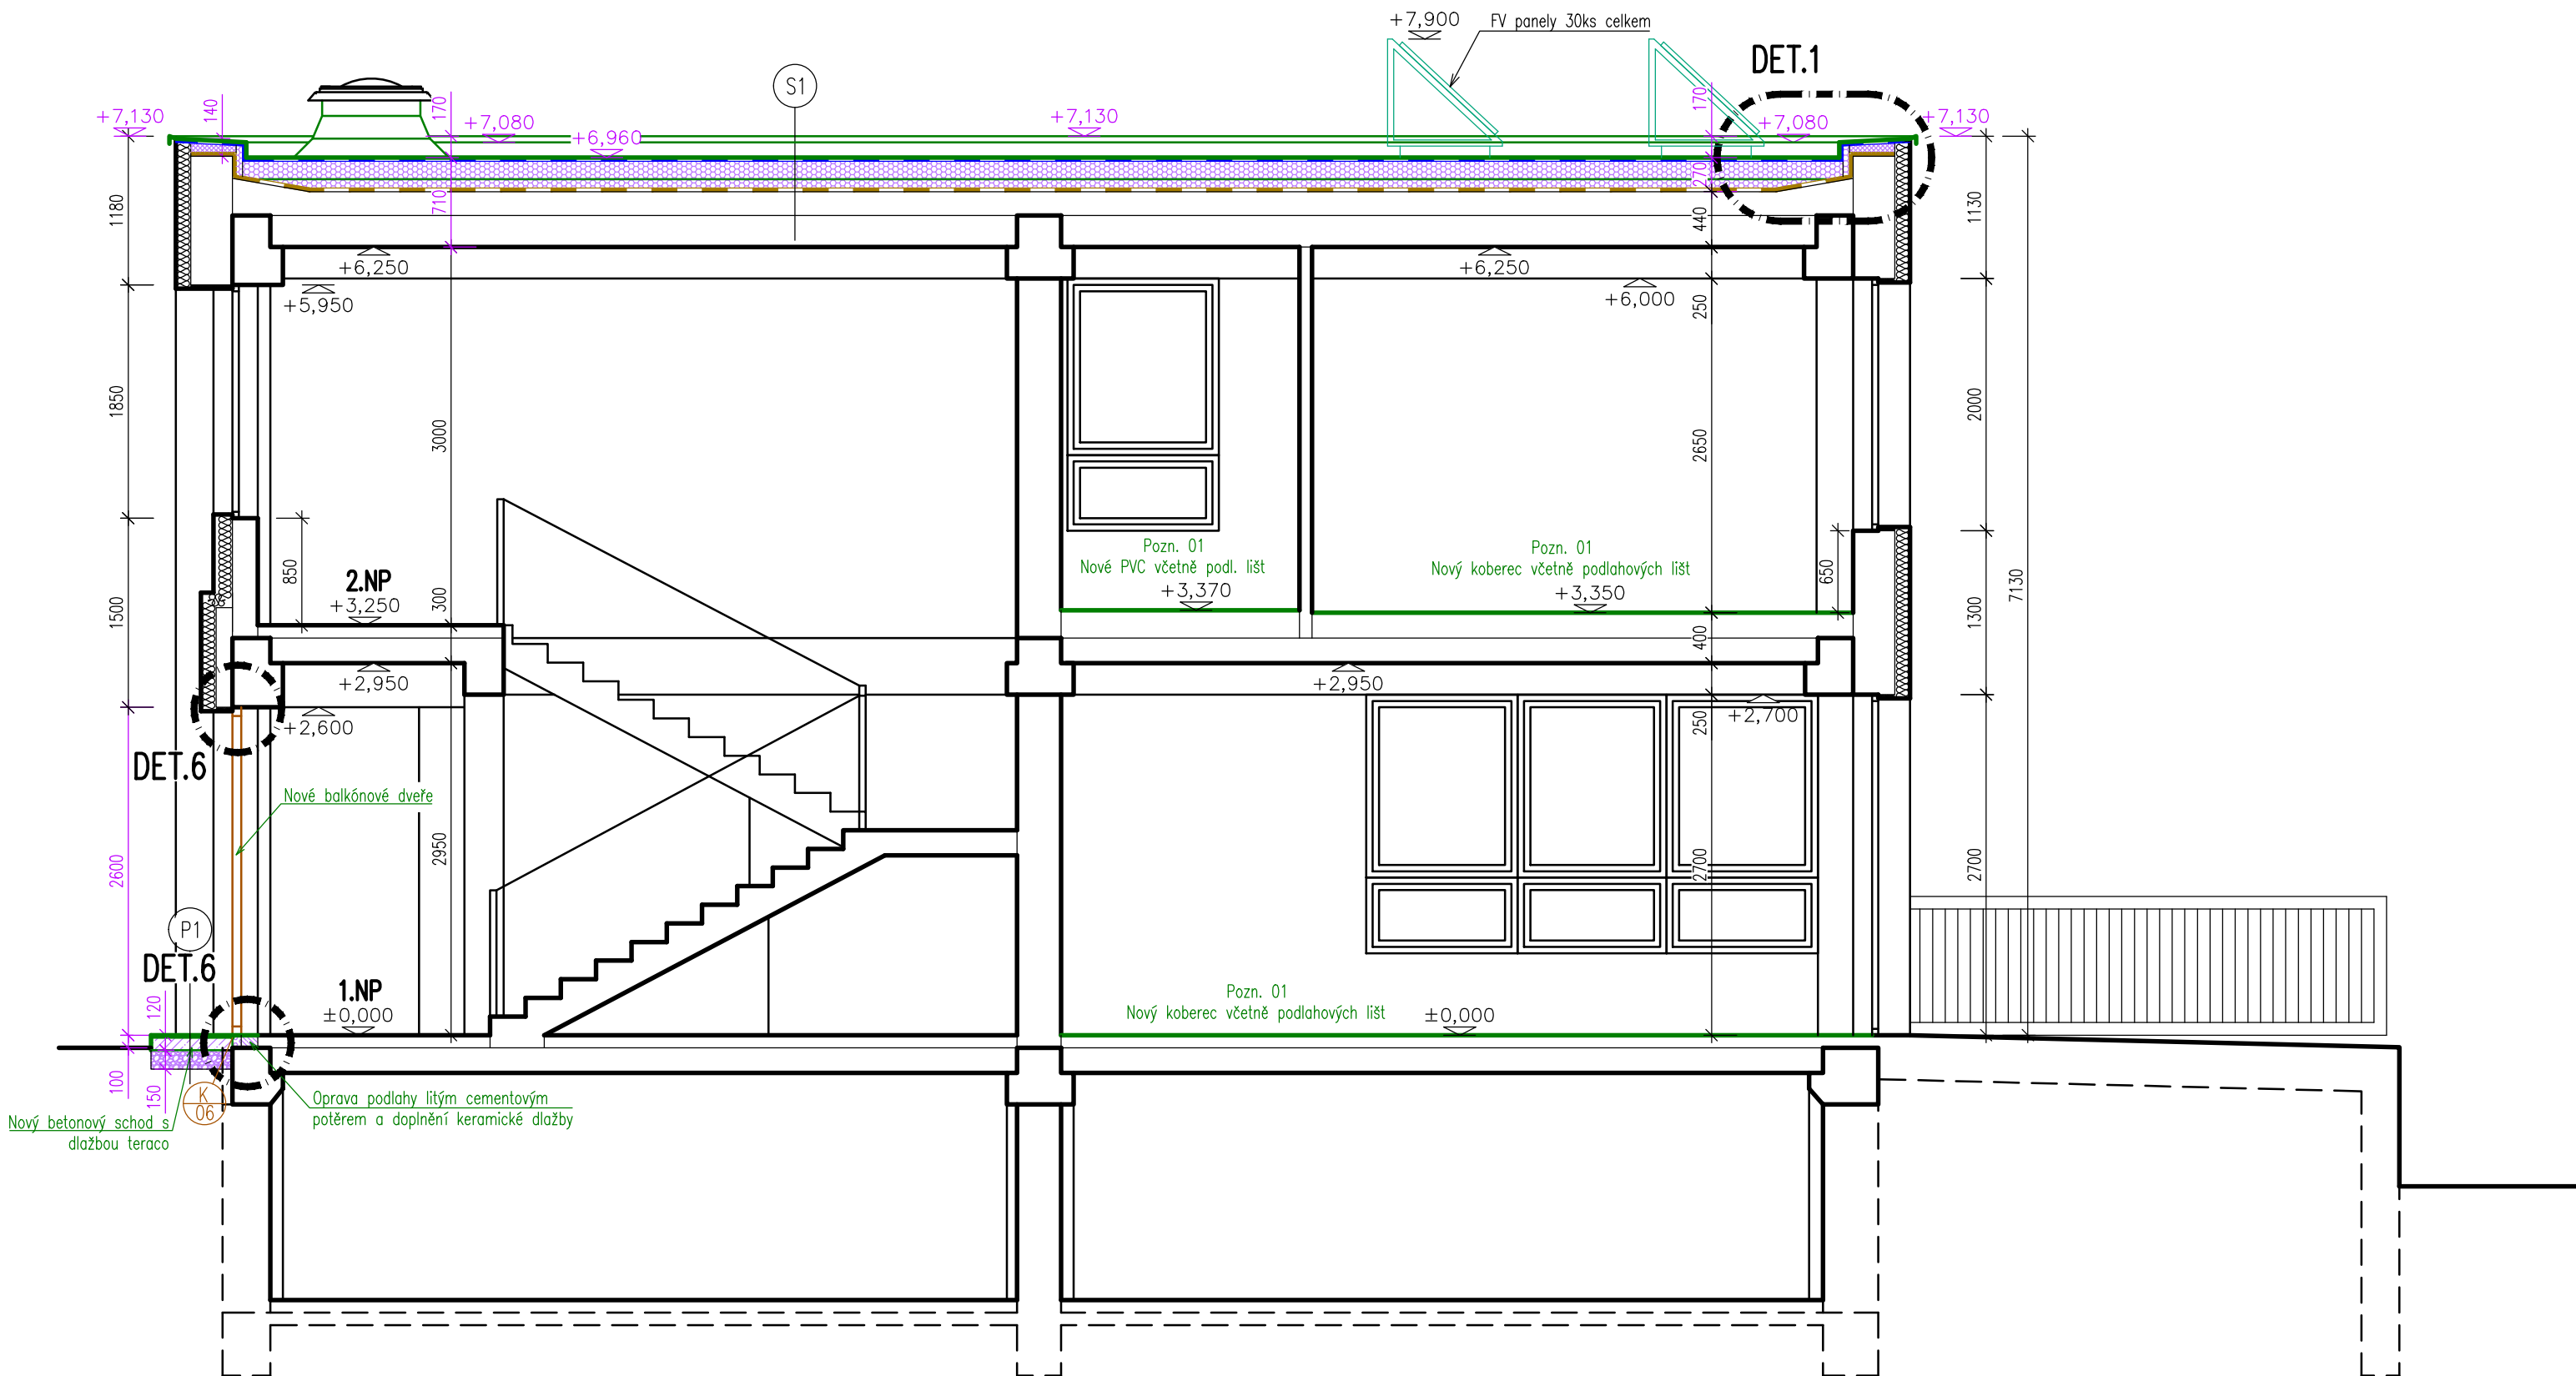 +7,900
FV panely 30ks celkem
DET.1
S1
+7,130
140
170
+7,080
+6,960
+7,130
170
+7,080
+7,130
270
710
440
1180
1130
+6,250
+6,250
+5,950
+6,000
250
1850
3000
2650
2000
850
2.NP
+3,250
300
1500
Pozn. 01
Nové PVC včetně podl. lišt
+3,370
Pozn. 01
Nový koberec včetně podlahových lišt
+3,350
650
1300
7130
400
+2,950
+2,950
+2,600
+2,700
250
DET.6
Nové balkónové dveře
2600
2950
2700
2700
P1
DET.6
120
1.NP
±0,000
Pozn. 01
Nový koberec včetně podlahových lišt
±0,000
100
150
K
06
Oprava podlahy litým cementovým
potěrem a doplnění keramické dlažby
Nový betonový schod s
dlažbou teraco